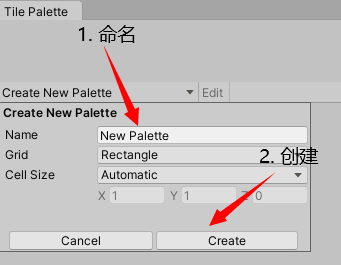 Tile Palette
1. 命名
Create New Palette
Edit
Create New Palette
Name
New Palette
Grid
Rectangle
2. 创建
Cell Size
Automatic
X 1 Y 1 Z 0
Cancel
Create